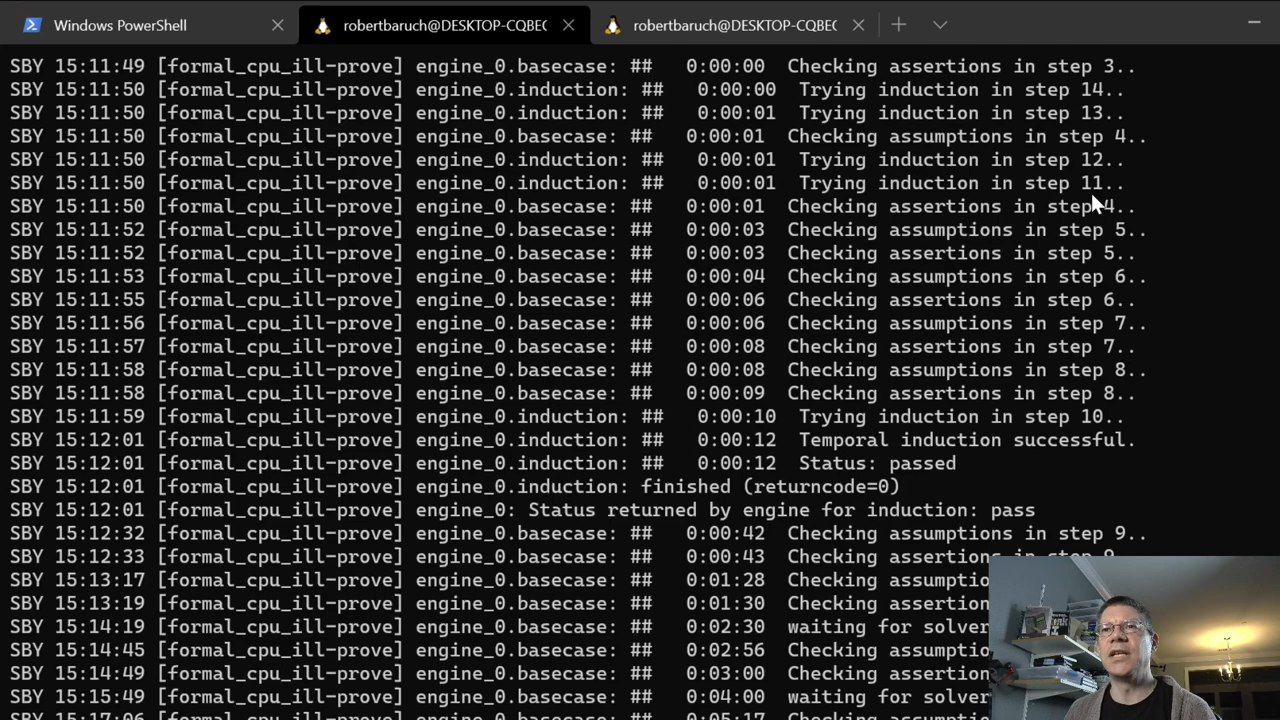 Windows PowerShell
robertbaruch@DESKTOP-CQBEC
robertbaruch@DESKTOP-CQBEC
SBY 15:11:49 [formal_cpu_ill-prove] engine_0.basecase: ## 0:00:00 Checking assertions in step 3..
SBY 15:11:50 [formal_cpu_ill-prove] engine_0.induction: ## 0:00:00 Trying induction in step 14..
SBY 15:11:50 [formal_cpu_ill-prove] engine_0.induction: ## 0:00:01 Trying induction in step 13..
SBY 15:11:50 [formal_cpu_ill-prove] engine_0.basecase: ## 0:00:01 Checking assumptions in step 4..
SBY 15:11:50 [formal_cpu_ill-prove] engine_0.induction: ## 0:00:01 Trying induction in step 12..
SBY 15:11:50 [formal_cpu_ill-prove] engine_0.induction: ## 0:00:01 Trying induction in step 11..
SBY 15:11:50 [formal_cpu_ill-prove] engine_0.basecase: ## 0:00:01 Checking assertions in step 4..
SBY 15:11:52 [formal_cpu_ill-prove] engine_0.basecase: ## 0:00:03 Checking assumptions in step 5..
SBY 15:11:52 [formal_cpu_ill-prove] engine_0.basecase: ## 0:00:03 Checking assertions in step 5..
SBY 15:11:53 [formal_cpu_ill-prove] engine_0.basecase: ## 0:00:04 Checking assumptions in step 6..
SBY 15:11:55 [formal_cpu_ill-prove] engine_0.basecase: ## 0:00:06 Checking assertions in step 6..
SBY 15:11:56 [formal_cpu_ill-prove] engine_0.basecase: ## 0:00:06 Checking assumptions in step 7..
SBY 15:11:57 [formal_cpu_ill-prove] engine_0.basecase: ## 0:00:08 Checking assertions in step 7..
SBY 15:11:58 [formal_cpu_ill-prove] engine_0.basecase: ## 0:00:08 Checking assumptions in step 8..
SBY 15:11:58 [formal_cpu_ill-prove] engine_0.basecase: ## 0:00:09 Checking assertions in step 8..
SBY 15:11:59 [formal_cpu_ill-prove] engine_0.induction: ## 0:00:10 Trying induction in step 10..
SBY 15:12:01 [formal_cpu_ill-prove] engine_0.induction: ## 0:00:12 Temporal induction successful.
SBY 15:12:01 [formal_cpu_ill-prove] engine_0.induction: ## 0:00:12 Status: passed
SBY 15:12:01 [formal_cpu_ill-prove] engine_0.induction: finished (returncode=0)
SBY 15:12:01 [formal_cpu_ill-prove] engine_0: Status returned by engine for induction: pass
SBY 15:12:32 [formal_cpu_ill-prove] engine_0.basecase: ## 0:00:42 Checking assumptions in step 9..
SBY 15:12:33 [formal_cpu_ill-prove] engine_0.basecase: ## 0:00:43 Checking assertions in step 9..
SBY 15:13:17 [formal_cpu_ill-prove] engine_0.basecase: ## 0:01:28 Checking assumptio
SBY 15:13:19 [formal_cpu_ill-prove] engine_0.basecase: ## 0:01:30 Checking assertion
SBY 15:14:19 [formal_cpu_ill-prove] engine_0.basecase: ## 0:02:30 waiting for solver
SBY 15:14:45 [formal_cpu_ill-prove] engine_0.basecase: ## 0:02:56 Checking assumptio
SBY 15:14:49 [formal_cpu_ill-prove] engine_0.basecase: ## 0:03:00 Checking assertion
SBY 15:15:49 [formal_cpu_ill-prove] engine_0.basecase: ## 0:04:00 waiting for solver
SBY 15:17:06 [formal_cpu_ill-prove] engine_0.basecase: ## 0:05:17 Checking assumptio